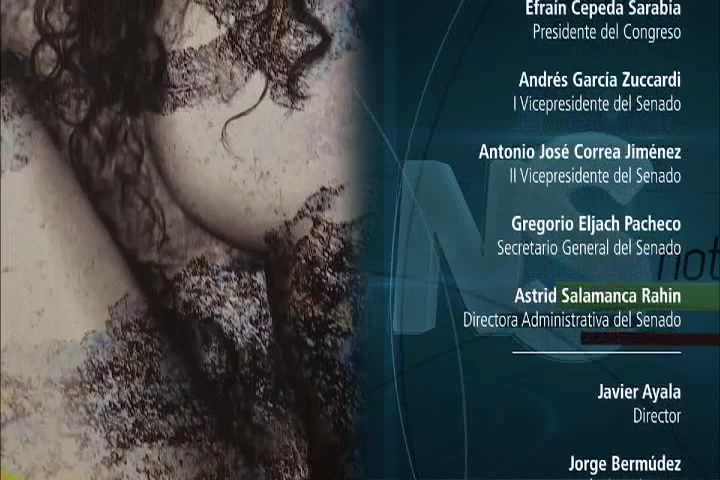 Efraín Cepeda Sarabia
Presidente del Congreso
Andrés García Zuccardi
I Vicepresidente del Senado
Antonio José Correa Jiménez
II Vicepresidente del Senado
Gregorio Eljach Pacheco
Secretario General del Senado
NS
not
Astrid Salamanca Rahin
Directora Administrativa del Senado
Javier Ayala
Director
Jorge Bermúdez